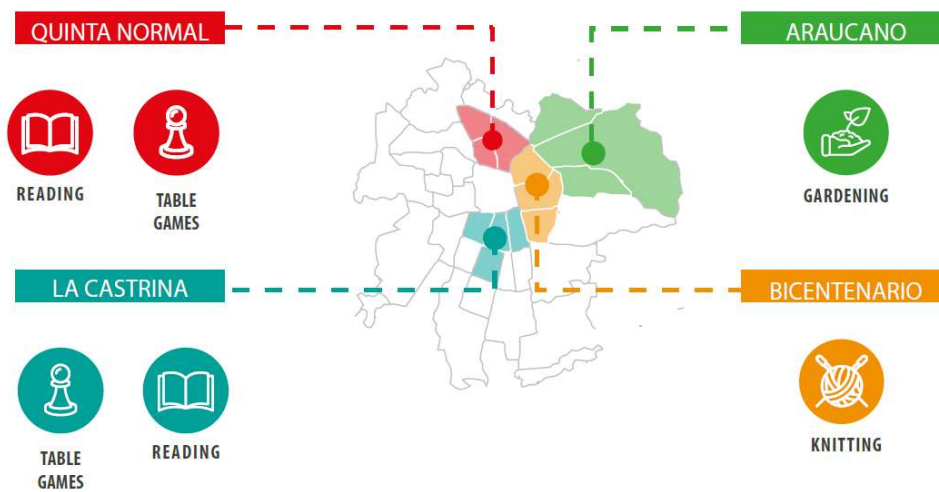 QUINTA NORMAL
ARAUCANO
READING
TABLE
GAMES
GARDENING
LA CASTRINA
BICENTENARIO
TABLE
GAMES
READING
KNITTING